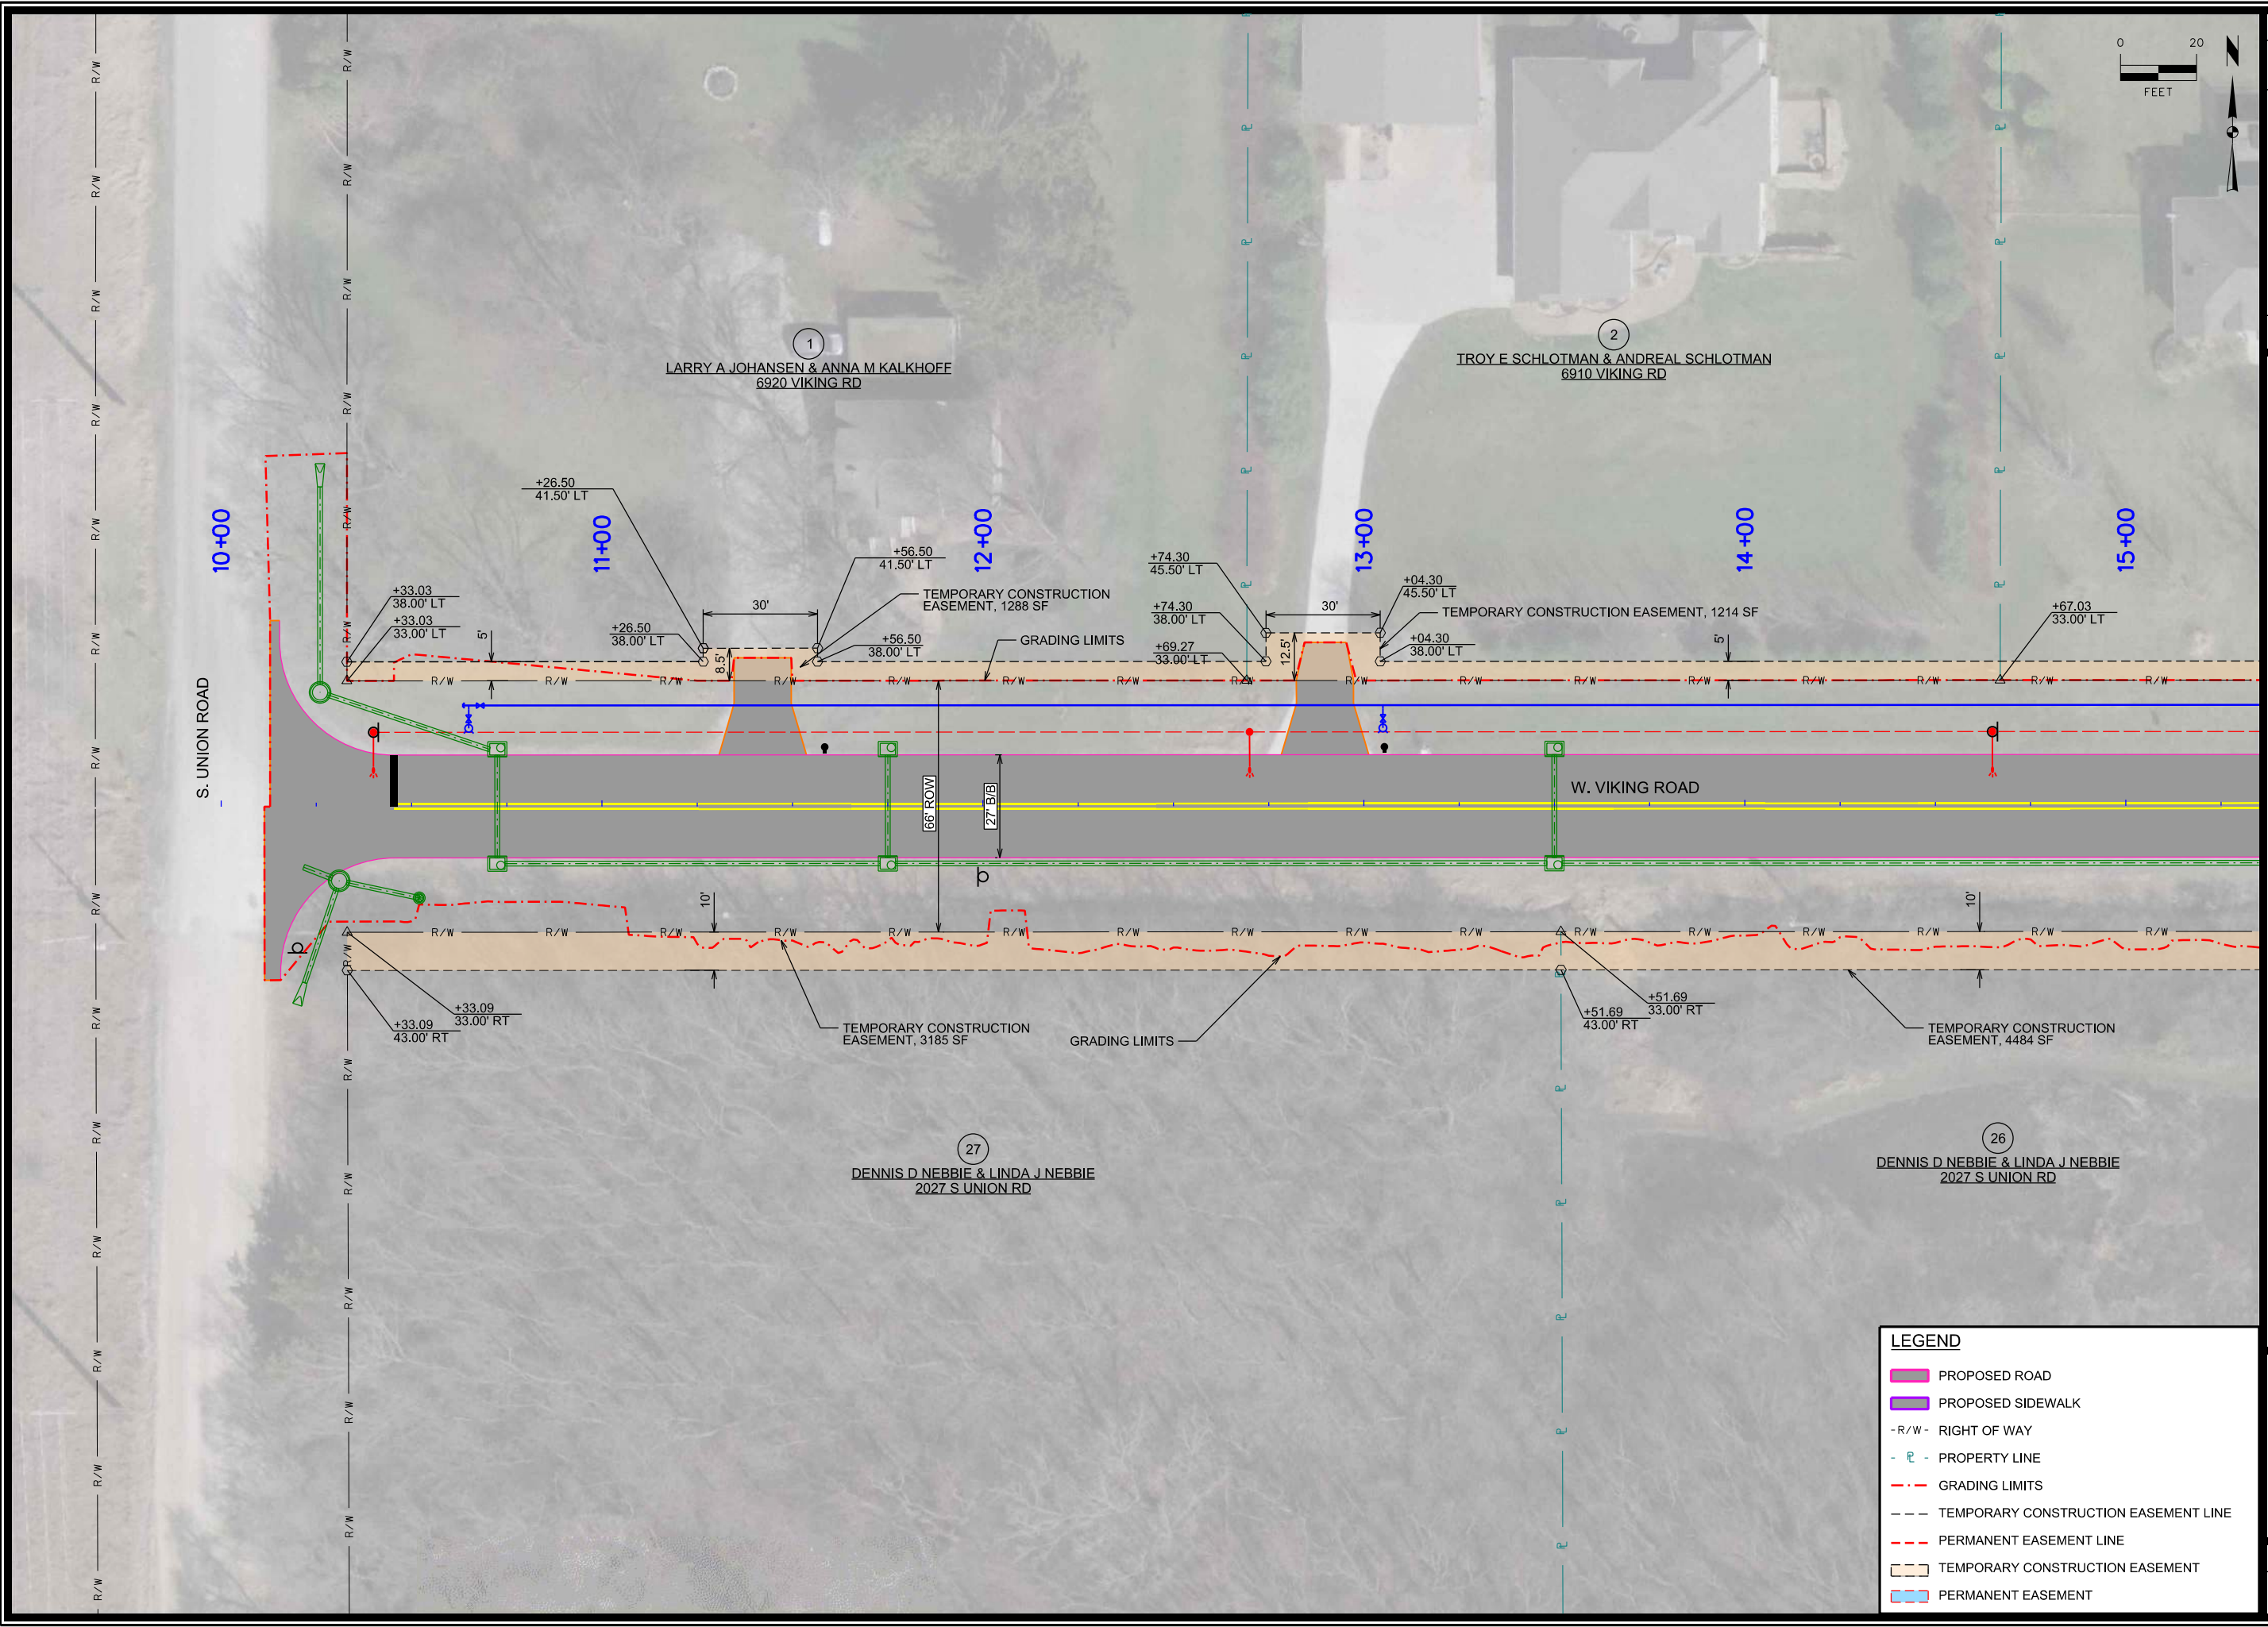 0 20 N
FEET
1
LARRY A JOHANSEN & ANNA M KALKHOFF
6920 VIKING RD
2
TROY E SCHLOTMAN & ANDREAL SCHLOTMAN
6910 VIKING RD
10+00
11+00
12+00
13+00
14+00
15+00
+26.50
41.50' LT
+56.50
41.50' LT
+74.30
45.50' LT
+04.30
45.50' LT
+33.03
38.00' LT
+33.03
33.00' LT
5'
+26.50
38.00' LT
30'
8.5'
+56.50
38.00' LT
TEMPORARY CONSTRUCTION
EASEMENT, 1288 SF
GRADING LIMITS
+74.30
38.00' LT
+69.27
33.00' LT
30'
12.5'
+04.30
38.00' LT
TEMPORARY CONSTRUCTION EASEMENT, 1214 SF
5'
+67.03
33.00' LT
R/W R/W R/W R/W R/W R/W R/W R/W R/W R/W R/W R/W R/W R/W R/W R/W
S. UNION ROAD
66' ROW
27' B/B
W. VIKING ROAD
10'
10'
R/W R/W R/W R/W R/W R/W R/W R/W R/W R/W R/W R/W R/W R/W R/W R/W
+33.09
43.00' RT
+33.09
33.00' RT
TEMPORARY CONSTRUCTION
EASEMENT, 3185 SF
GRADING LIMITS
+51.69
43.00' RT
+51.69
33.00' RT
TEMPORARY CONSTRUCTION
EASEMENT, 4484 SF
27
DENNIS D NEBBIE & LINDA J NEBBIE
2027 S UNION RD
26
DENNIS D NEBBIE & LINDA J NEBBIE
2027 S UNION RD
LEGEND
PROPOSED ROAD
PROPOSED SIDEWALK
-R/W- RIGHT OF WAY
PL PROPERTY LINE
GRADING LIMITS
TEMPORARY CONSTRUCTION EASEMENT LINE
PERMANENT EASEMENT LINE
TEMPORARY CONSTRUCTION EASEMENT
PERMANENT EASEMENT